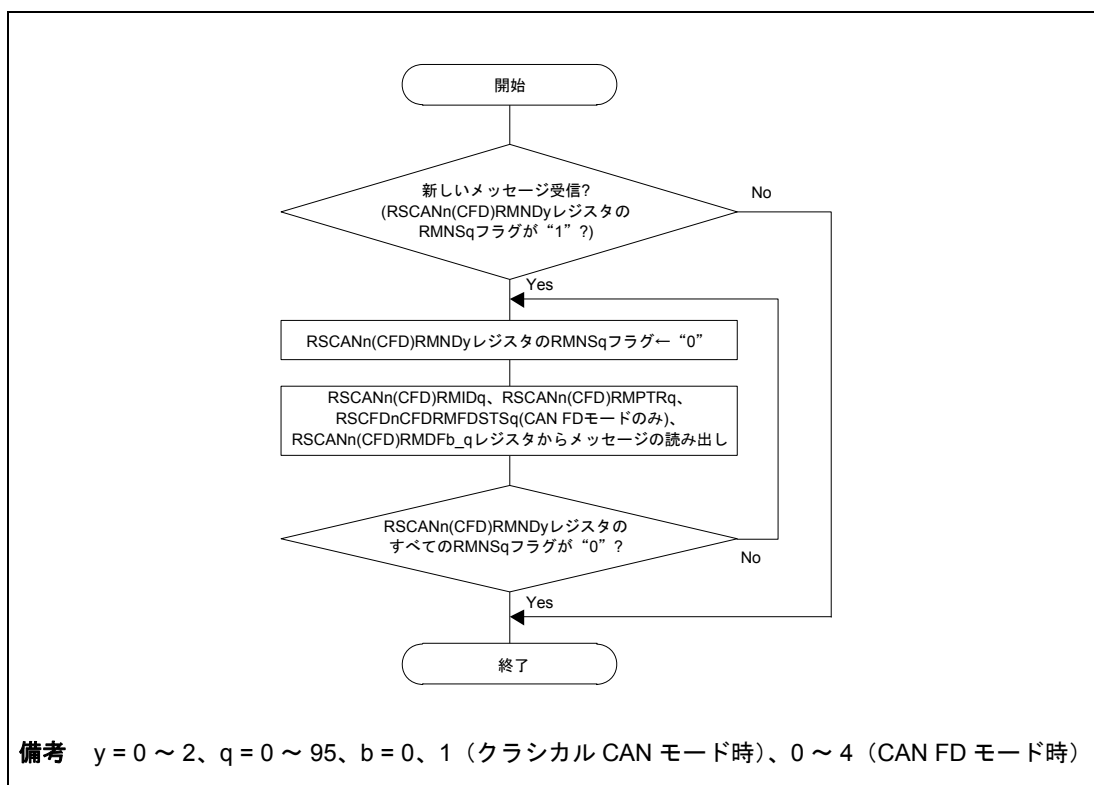 開始
新しいメッセージ受信?
(RSCANn(CFD)RMNDyレジスタの
RMNSqフラグが“1”?)
No
Yes
RSCANn(CFD)RMNDyレジスタのRMNSqフラグ←“0”
RSCANn(CFD)RMIDq、RSCANn(CFD)RMPTRq、
RSCFDnCFDRMFDSTSq(CAN FDモードのみ)、
RSCANn(CFD)RMDFb_qレジスタからメッセージの読み出し
RSCANn(CFD)RMNDyレジスタの
すべてのRMNSqフラグが“0”?
No
Yes
終了
備考 y = 0 ～ 2、q = 0 ～ 95、b = 0、1（クラシカル CAN モード時）、0 ～ 4（CAN FD モード時）